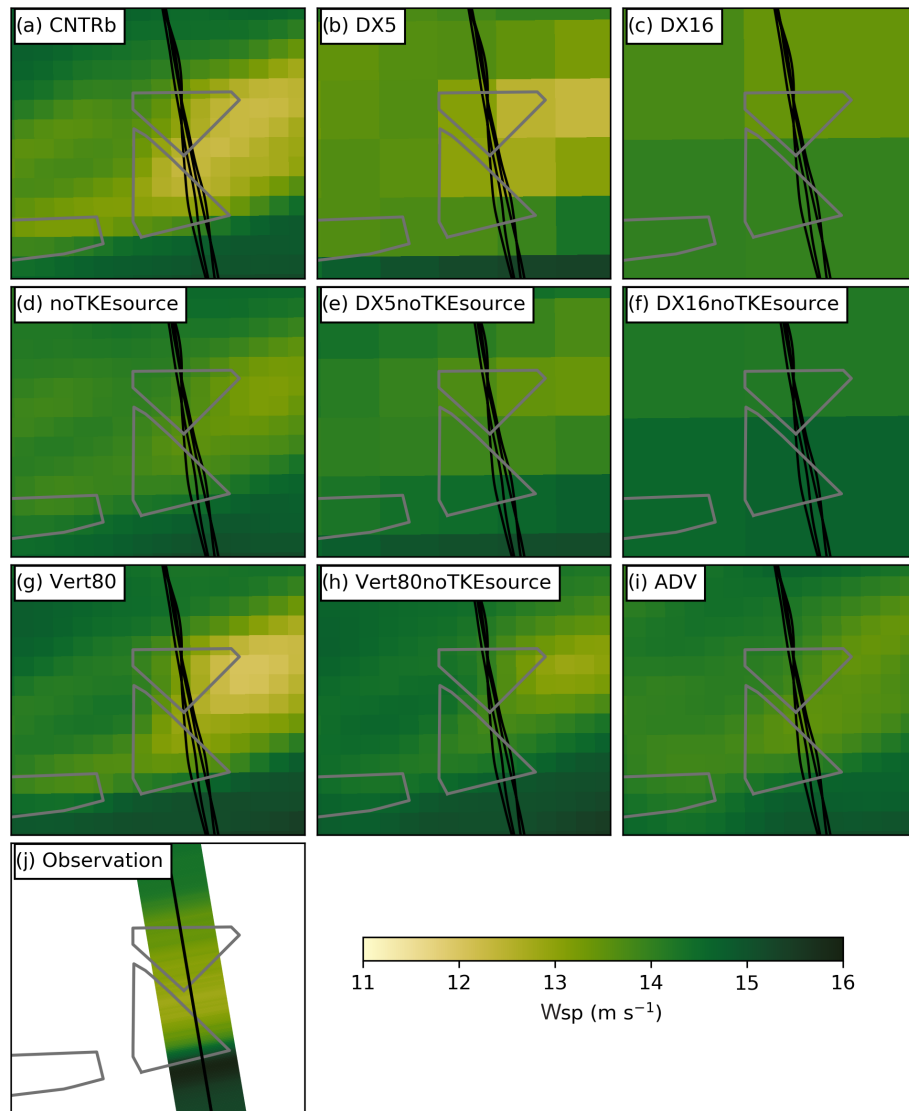 (a) CNTRb
(b) DX5
(c) DX16
(d) noTKEsource
(e) DX5noTKEsource
(f) DX16noTKEsource
(g) Vert80
(h) Vert80noTKEsource
(i) ADV
(j) Observation
11 12 13 14 15 16
Wsp (m s⁻¹)